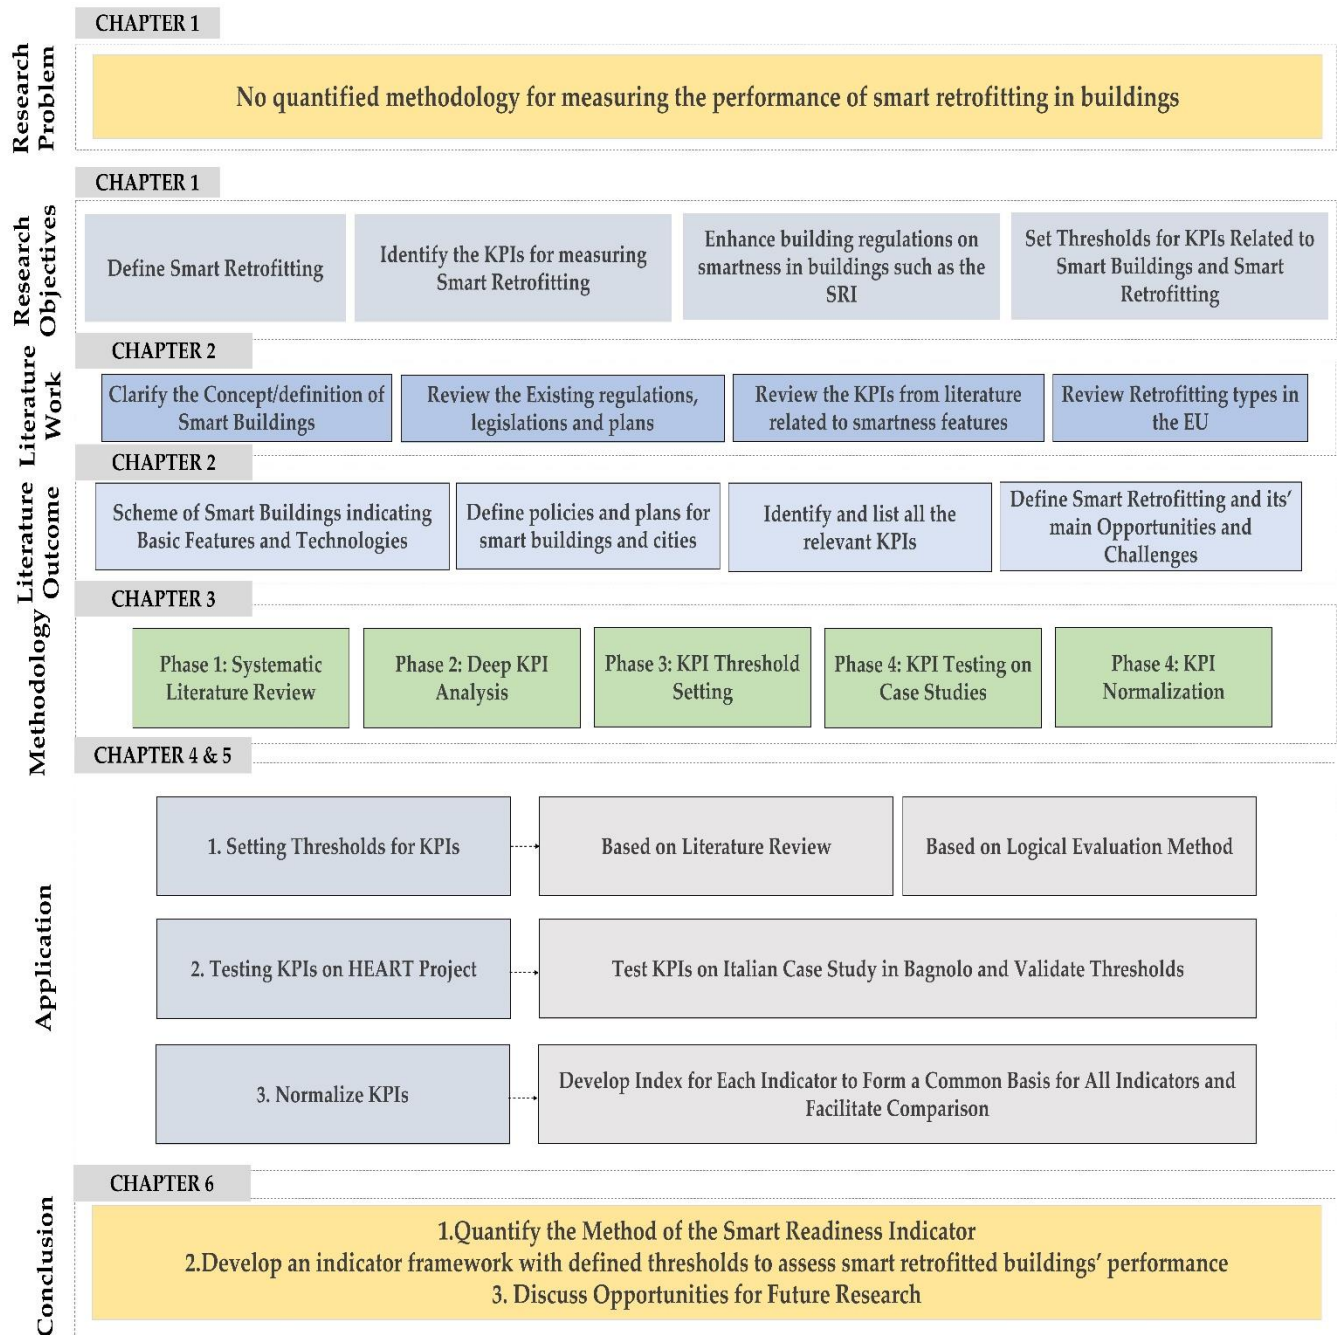 CHAPTER 1
Research
Problem
No quantified methodology for measuring the performance of smart retrofitting in buildings
CHAPTER 1
Research
Objectives
Define Smart Retrofitting
Identify the KPIs for measuring
Smart Retrofitting
Enhance building regulations on
smartness in buildings such as the
SRI
Set Thresholds for KPIs Related to
Smart Buildings and Smart
Retrofitting
CHAPTER 2
Literature
Work
Clarify the Concept/definition of
Smart Buildings
Review the Existing regulations,
legislations and plans
Review the KPIs from literature
related to smartness features
Review Retrofitting types in
the EU
CHAPTER 2
Literature
Outcome
Scheme of Smart Buildings indicating
Basic Features and Technologies
Define policies and plans for
smart buildings and cities
Identify and list all the
relevant KPIs
Define Smart Retrofitting and its'
main Opportunities and
Challenges
CHAPTER 3
Methodology
Phase 1: Systematic
Literature Review
Phase 2: Deep KPI
Analysis
Phase 3: KPI Threshold
Setting
Phase 4: KPI Testing on
Case Studies
Phase 4: KPI
Normalization
CHAPTER 4 & 5
Application
1. Setting Thresholds for KPIs
Based on Literature Review
Based on Logical Evaluation Method
2. Testing KPIs on HEART Project
Test KPIs on Italian Case Study in Bagnolo and Validate Thresholds
3. Normalize KPIs
Develop Index for Each Indicator to Form a Common Basis for All Indicators and
Facilitate Comparison
CHAPTER 6
Conclusion
1.Quantify the Method of the Smart Readiness Indicator
2.Develop an indicator framework with defined thresholds to assess smart retrofitted buildings' performance
3. Discuss Opportunities for Future Research